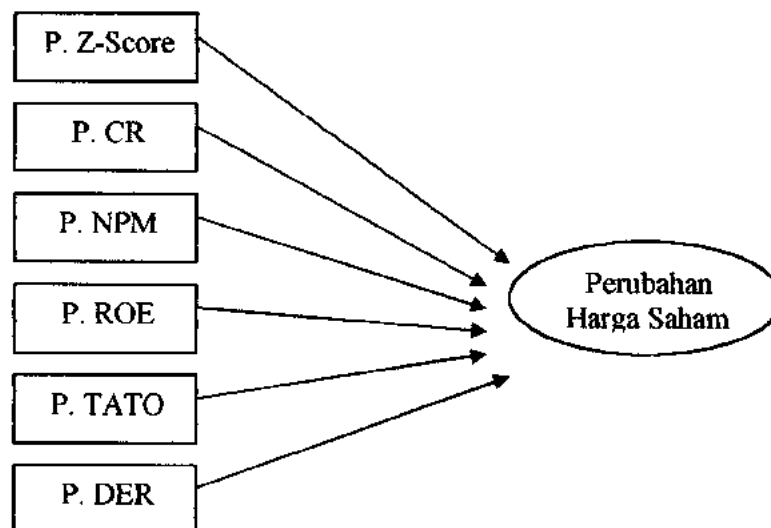 P. Z-Score
P. CR
P. NPM
P. ROE
P. TATO
P. DER
Perubahan
Harga Saham